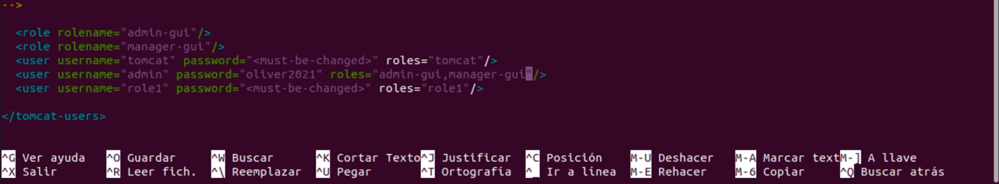 -->
<role rolename="admin-gui"/>
<role rolename="manager-gui"/>
<user username="tomcat" password="<must-be-changed>" roles="tomcat"/>
<user username="admin" password="oliver2021" roles="admin-gui,manager-gui"/>
<user username="role1" password="<must-be-changed>" roles="role1"/>
</tomcat-users>
^G Ver ayuda ^O Guardar ^W Buscar ^K Cortar Texto^J Justificar ^C Posición M-U Deshacer M-A Marcar textM-] A llave
^X Salir ^R Leer fich. ^\ Reemplazar ^U Pegar ^T Ortografía ^_ Ir a línea M-E Rehacer M-6 Copiar ^Q Buscar atrás